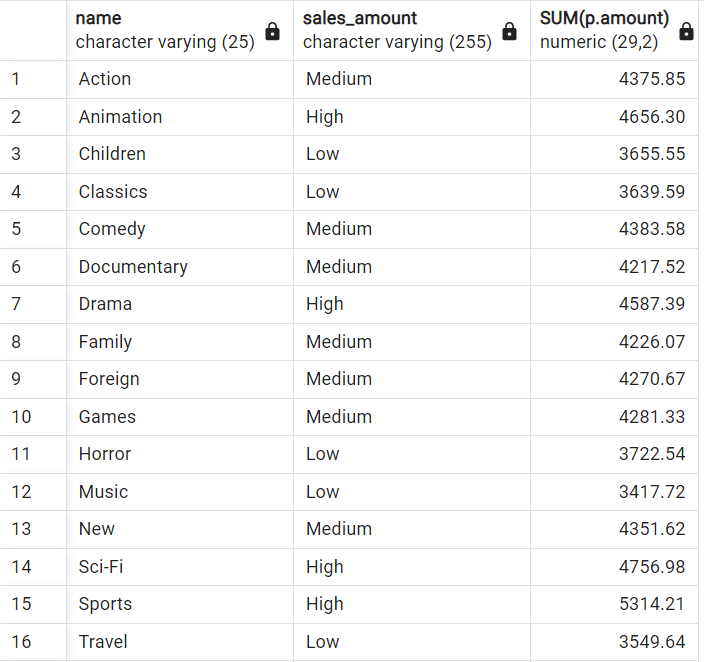 name sales_amount SUM(p.amount)
character varying (25) character varying (255) numeric (29,2)
1 Action Medium 4375.85
2 Animation High 4656.30
3 Children Low 3655.55
4 Classics Low 3639.59
5 Comedy Medium 4383.58
6 Documentary Medium 4217.52
7 Drama High 4587.39
8 Family Medium 4226.07
9 Foreign Medium 4270.67
10 Games Medium 4281.33
11 Horror Low 3722.54
12 Music Low 3417.72
13 New Medium 4351.62
14 Sci-Fi High 4756.98
15 Sports High 5314.21
16 Travel Low 3549.64